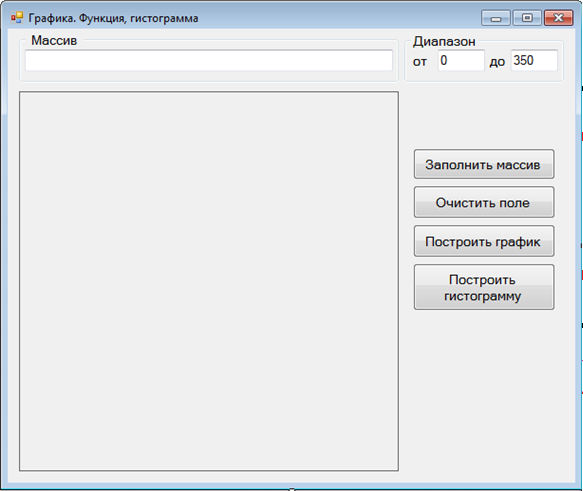 Графика. Функция, гистограмма
Массив
Диапазон
от 0 до 350
Заполнить массив
Очистить поле
Построить график
Построить
гистограмму